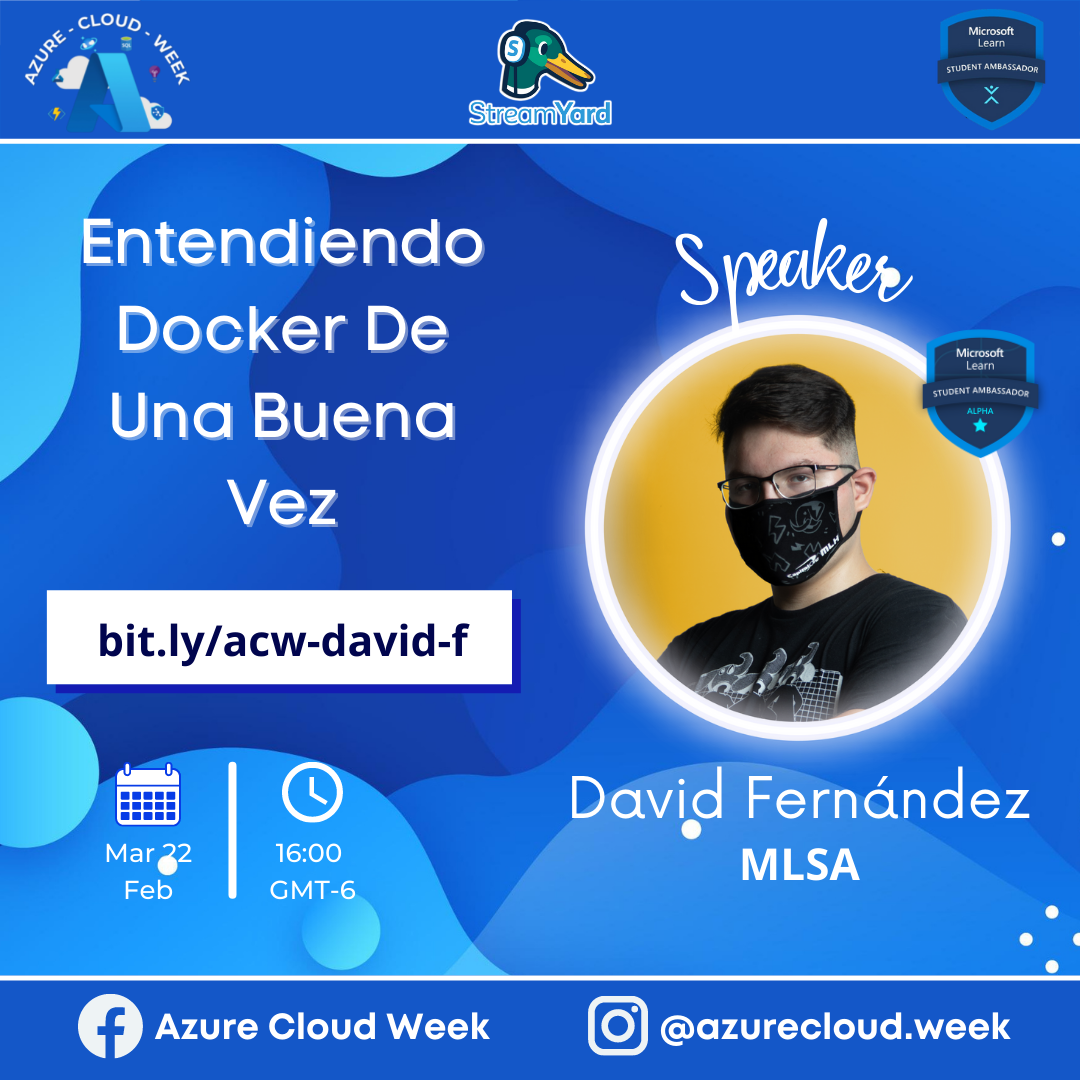 AZURE - CLOUD - WEEK
S
StreamYard
Microsoft
Learn
STUDENT AMBASSADOR
Entendiendo
Docker De
Una Buena
Vez
Speaker
Microsoft
Learn
STUDENT AMBASSADOR
ALPHA
MLH
bit.ly/acw-david-f
David Fernández
MLSA
Mar 22
Feb
16:00
GMT-6
Azure Cloud Week
@azurecloud.week